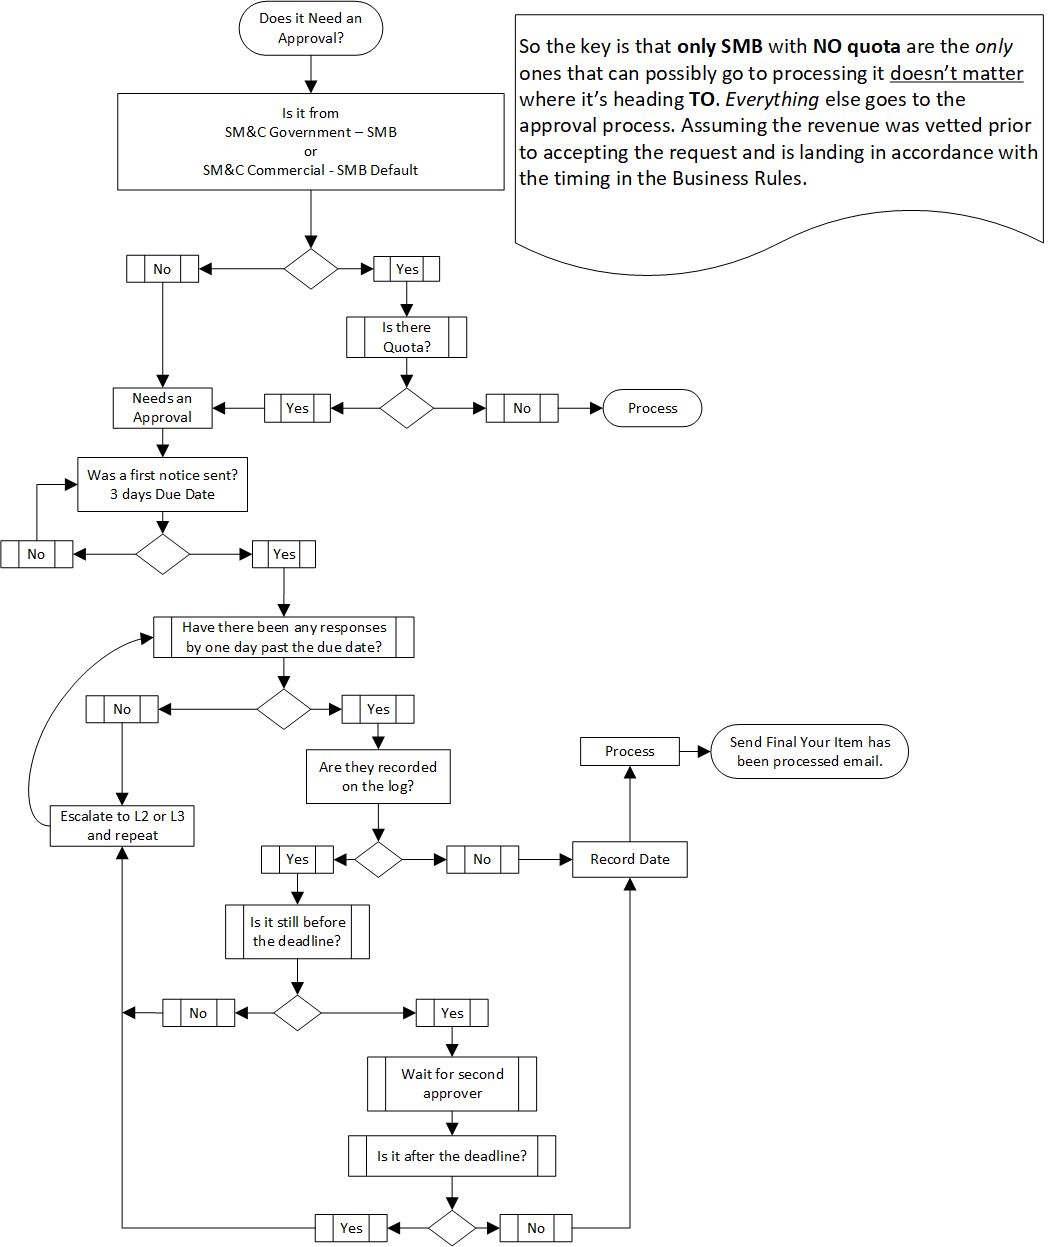 Does it Need an
Approval?
So the key is that only SMB with NO quota are the only
ones that can possibly go to processing it doesn’t matter
where it’s heading TO. Everything else goes to the
approval process. Assuming the revenue was vetted prior
to accepting the request and is landing in accordance with
the timing in the Business Rules.
Is it from
SM&C Government – SMB
or
SM&C Commercial - SMB Default
No
Yes
Is there
Quota?
Needs an
Approval
Yes
No
Process
Was a first notice sent?
3 days Due Date
No
Yes
Have there been any responses
by one day past the due date?
No
Yes
Are they recorded
on the log?
Process
Send Final Your Item has
been processed email.
Escalate to L2 or L3
and repeat
Yes
No
Record Date
Is it still before
the deadline?
No
Yes
Wait for second
approver
Is it after the deadline?
Yes
No